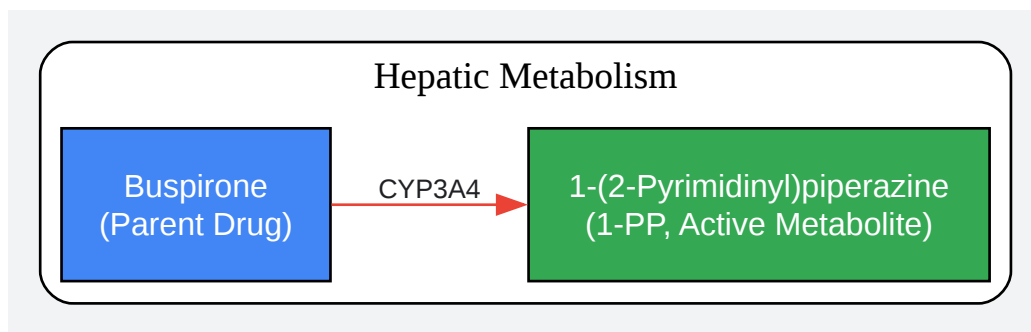 Hepatic Metabolism
Buspirone
(Parent Drug)
CYP3A4
1-(2-Pyrimidinyl)piperazine
(1-PP, Active Metabolite)